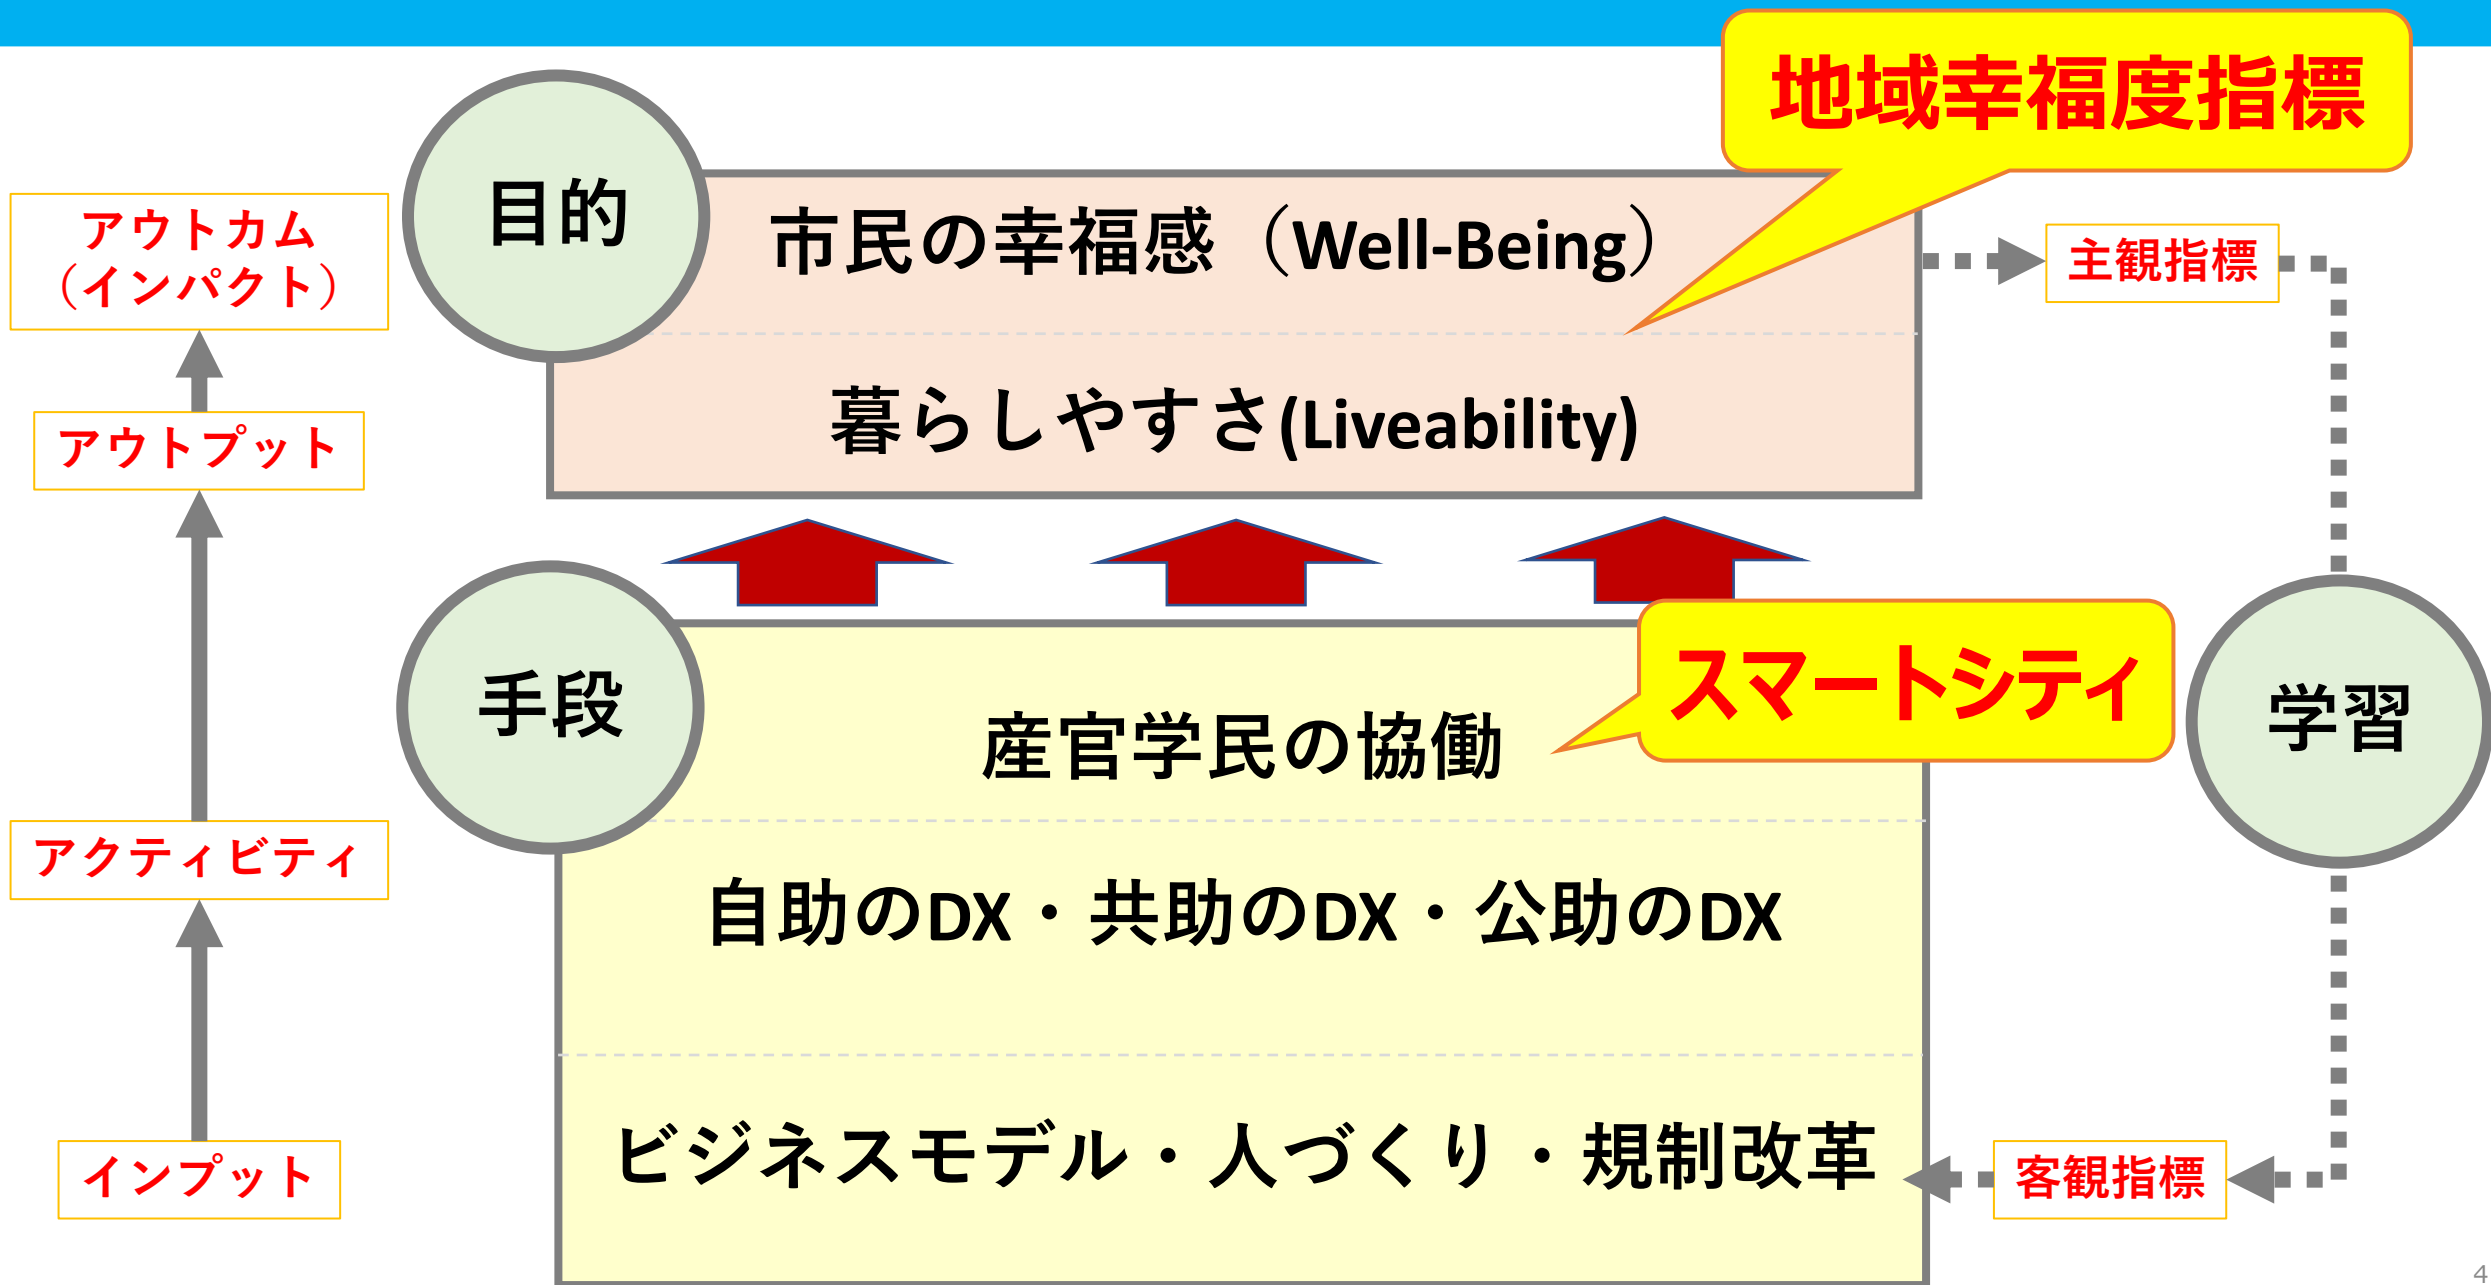 地域幸福度指標
目的
市民の幸福感（Well-Being）
アウトカム
（インパクト）
主観指標
暮らしやすさ(Liveability)
アウトプット
手段
スマートシティ
学習
産官学民の協働
アクティビティ
自助のDX・共助のDX・公助のDX
ビジネスモデル・人づくり・規制改革
インプット
客観指標
4